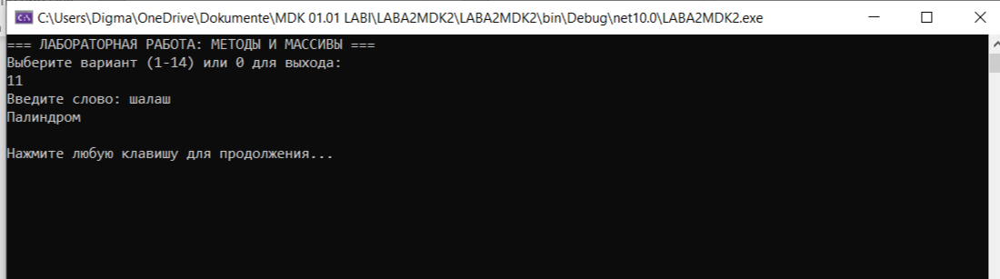 C:\Users\Digma\OneDrive\Dokumente\MDK 01.01 LABI\LABA2MDK2\LABA2MDK2\bin\Debug\net10.0\LABA2MDK2.exe
=== ЛАБОРАТОРНАЯ РАБОТА: МЕТОДЫ И МАССИВЫ ===
Выберите вариант (1-14) или 0 для выхода:
11
Введите слово: шалаш
Палиндром
Нажмите любую клавишу для продолжения...